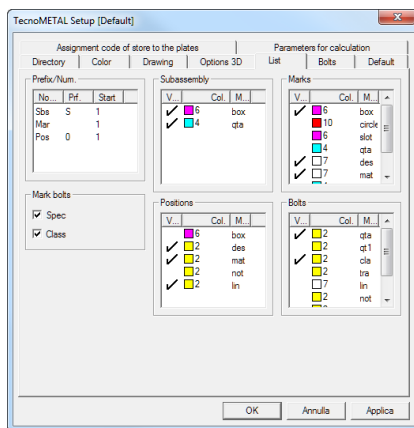 TecnoMETAL Setup [Default]
Assignment code of store to the plates
Parameters for calculation
Directory
Color
Drawing
Options 3D
List
Bolts
Default
Prefix/Num.
No... Prf. Start
Sbs S 1
Mar 1
Pos 0 1
Mark bolts
Spec
Class
Subassembly
V... Col. M...
6 box
4 qta
Marks
V... Col. M...
6 box
10 circle
6 slot
4 qta
7 des
7 mat
Positions
V... Col. M...
6 box
2 des
2 mat
2 not
2 lin
Bolts
V... Col. M...
2 qta
2 qt1
2 cla
2 tra
7 lin
2 not
OK
Annulla
Applica